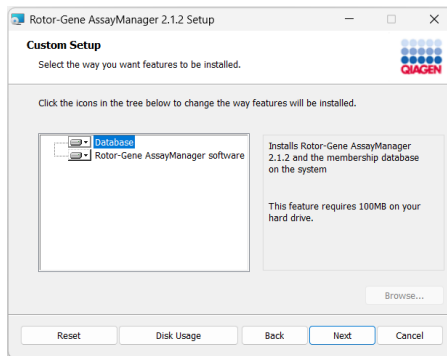 Rotor-Gene AssayManager 2.1.2 Setup
Custom Setup
Select the way you want features to be installed.
QIAGEN
Click the icons in the tree below to change the way features will be installed.
Database
Rotor-Gene AssayManager software
Installs Rotor-Gene AssayManager
2.1.2 and the membership database
on the system
This feature requires 100MB on your
hard drive.
Browse...
Reset
Disk Usage
Back
Next
Cancel